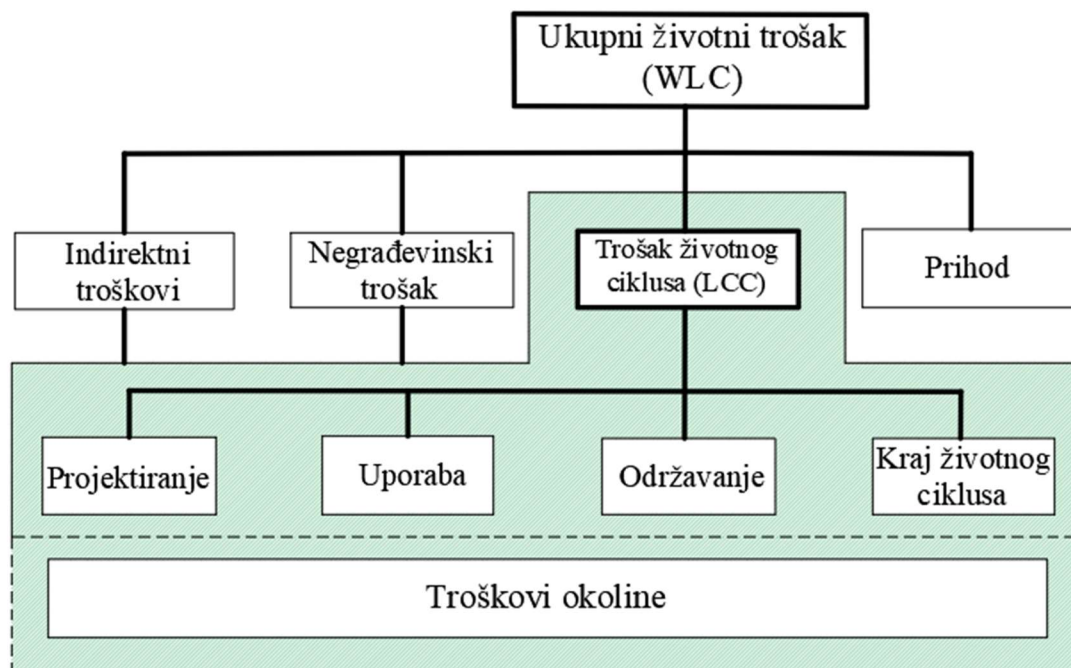 Ukupni životni trošak
(WLC)
Indirektni
troškovi
Negrađevinski
trošak
Trošak životnog
ciklusa (LCC)
Prihod
Projektiranje
Uporaba
Održavanje
Kraj životnog
ciklusa
Troškovi okoline